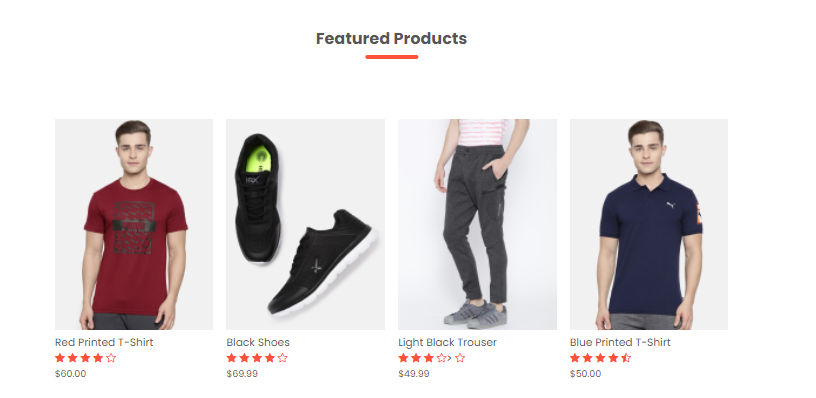 Featured Products
HRX
Red Printed T-Shirt
Black Shoes
Light Black Trouser
Blue Printed T-Shirt
>
$60.00
$69.99
$49.99
$50.00